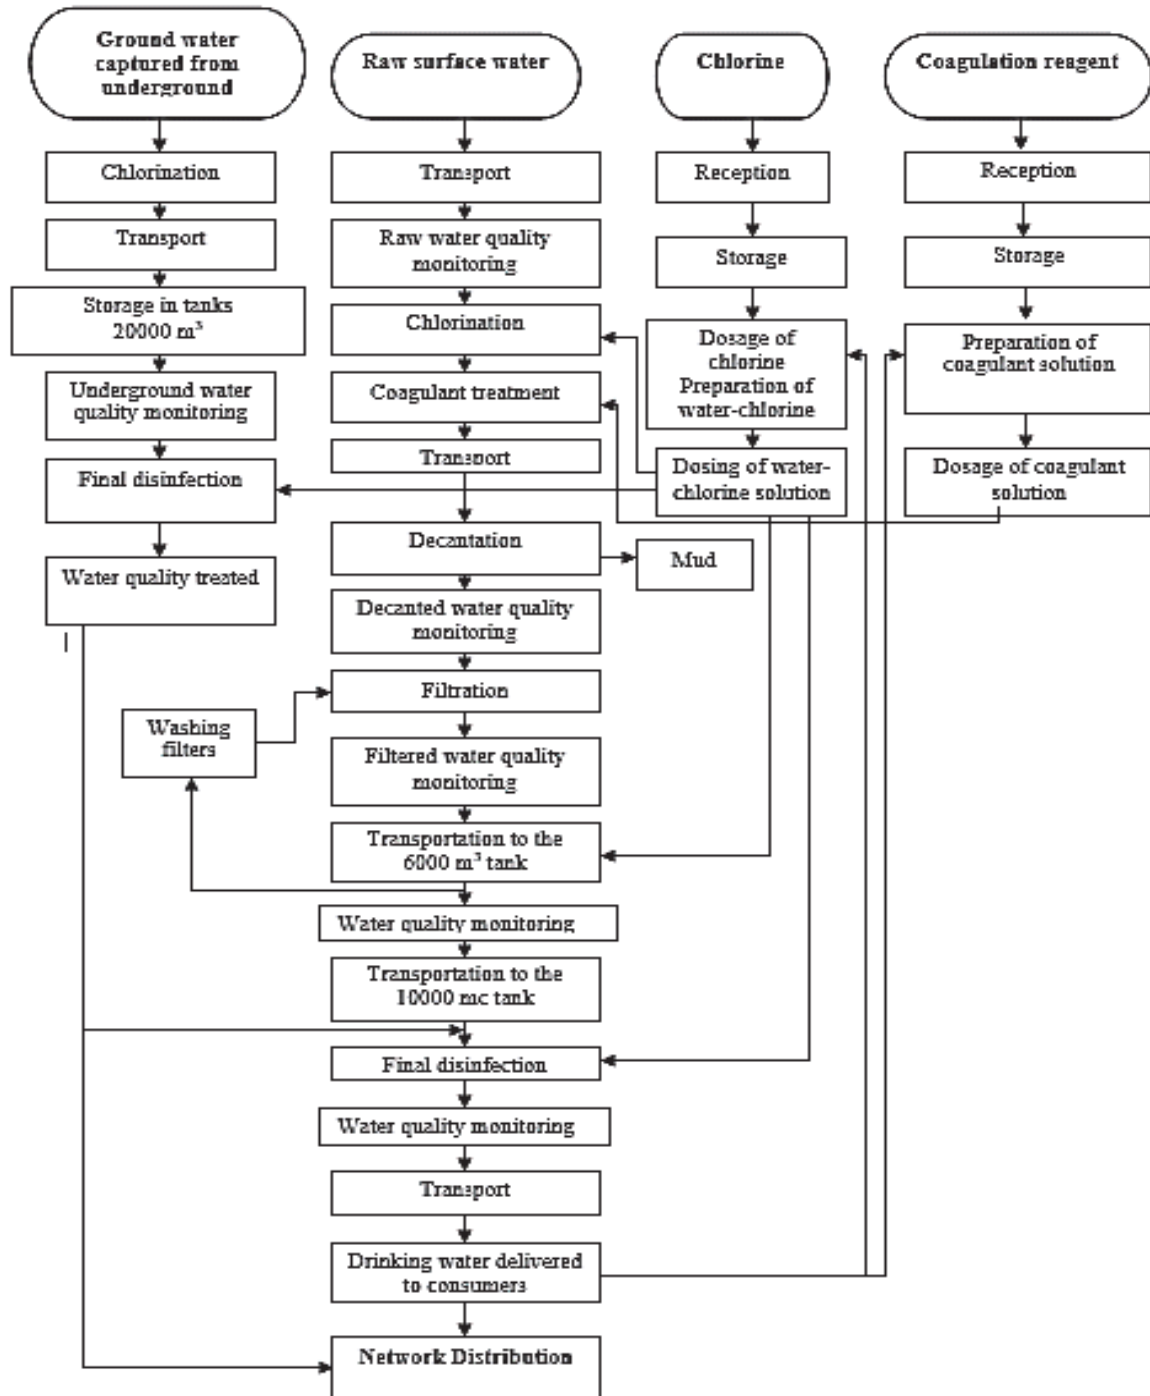 Ground water
captured from
underground
Chlorination
Transport
Storage in tanks
20000 m³
Underground water
quality monitoring
Final disinfection
Water quality treated
Washing
filters
Raw surface water
Transport
Raw water quality
monitoring
Chlorination
Coagulant treatment
Transport
Decantation
Mud
Decanted water quality
monitoring
Filtration
Filtered water quality
monitoring
Transportation to the
6000 m³ tank
Water quality monitoring
Transportation to the
10000 mc tank
Final disinfection
Water quality monitoring
Transport
Drinking water delivered
to consumers
Network Distribution
Chlorine
Reception
Storage
Dosage of
chlorine
Preparation of
water-chlorine
Dosing of water-
chlorine solution
Coagulation reagent
Reception
Storage
Preparation of
coagulant solution
Dosage of coagulant
solution